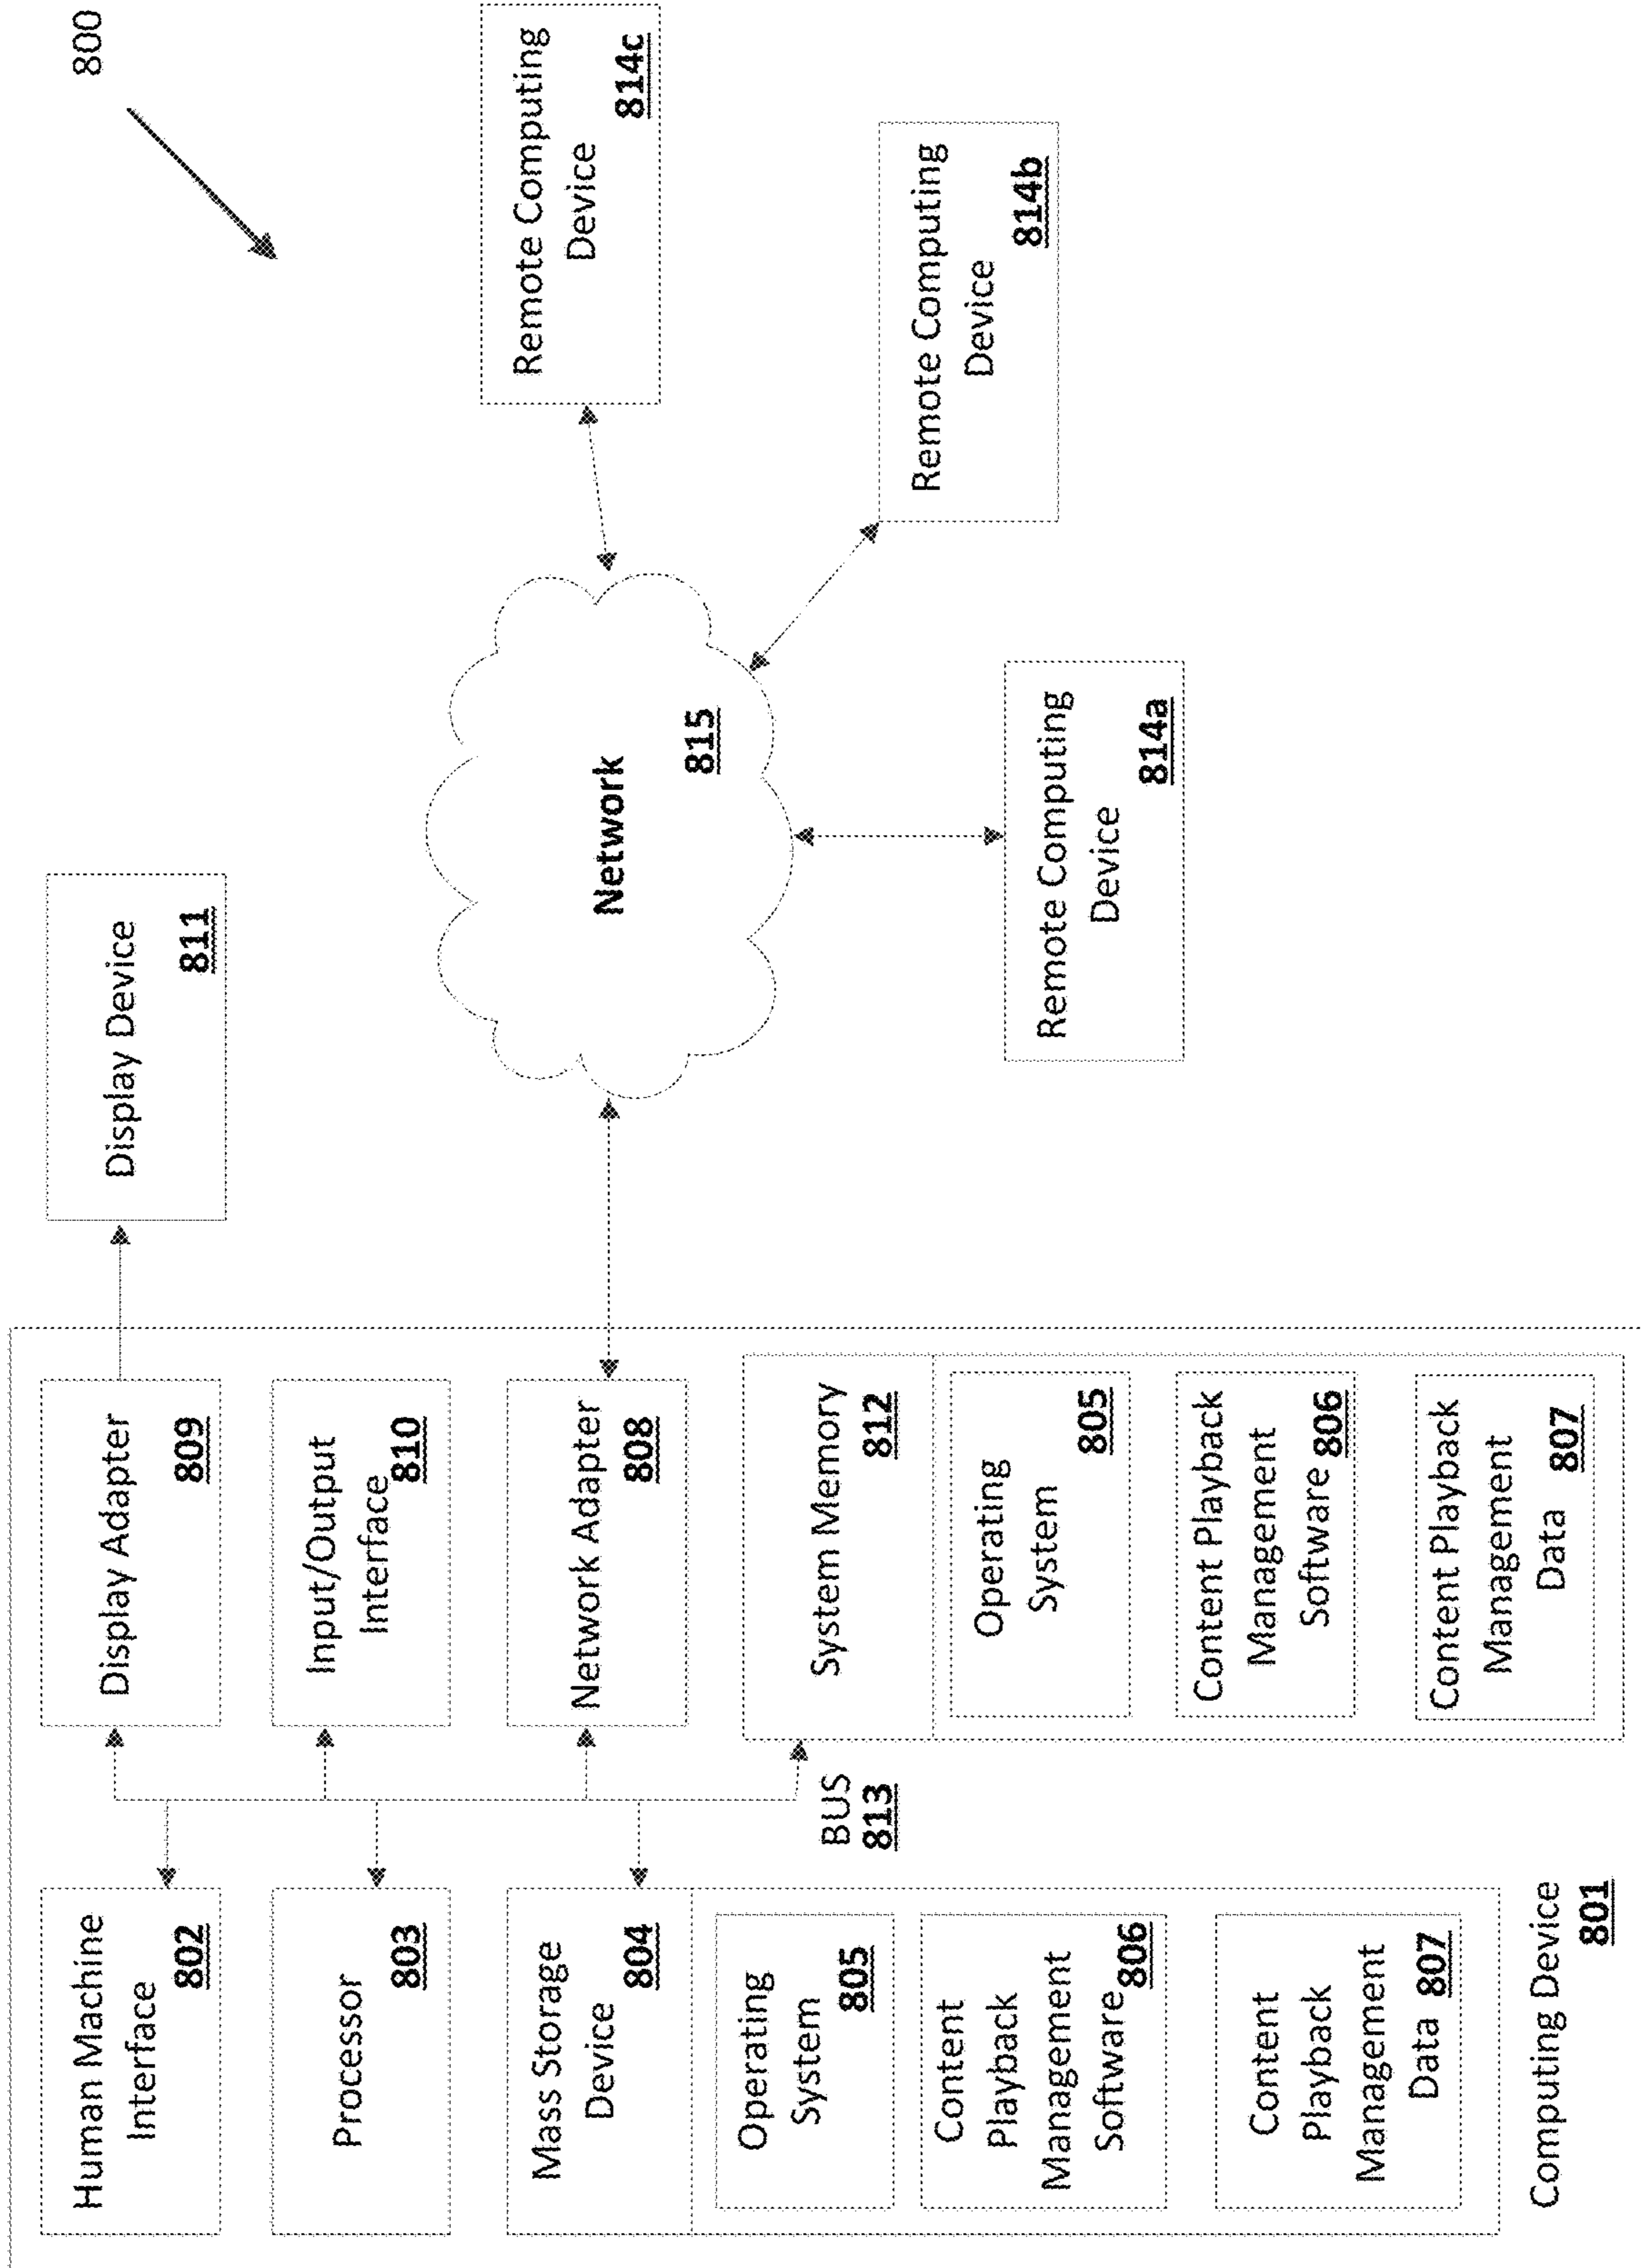 800
Human Machine
Interface
802
Processor
803
Mass Storage
Device
804
Operating
System
805
Content
Playback
Management
Software
806
Content
Playback
Management
Data 807
Computing Device
801
BUS
813
Display Adapter
809
Input/Output
Interface
810
Network Adapter
808
System Memory
812
Operating
System
805
Content Playback
Management
Software 806
Content Playback
Management
Data
807
Display Device
811
Network
815
Remote Computing
Device
814a
Remote Computing
Device
814b
Remote Computing
Device
814c